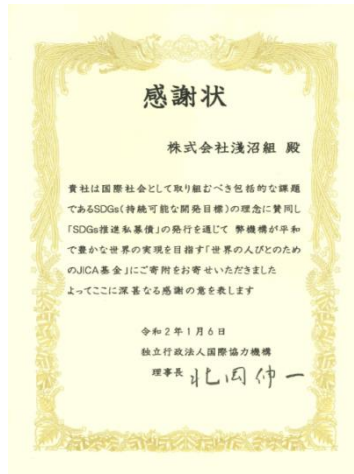 感謝状
株式会社淺沼組 殿
貴社は国際社会として取り組むべき包括的な課題
であるSDGs(持続可能な開発目標)の理念に賛同し
「SDGs推進私募債」の発行を通じて 弊機構が平和
で豊かな世界の実現を目指す「世界の人びとのため
のJICA基金」にご寄附をお寄せいただきました
よってここに深甚なる感謝の意を表します
令和2年1月6日
独立行政法人国際協力機構
理事長 北岡伸一